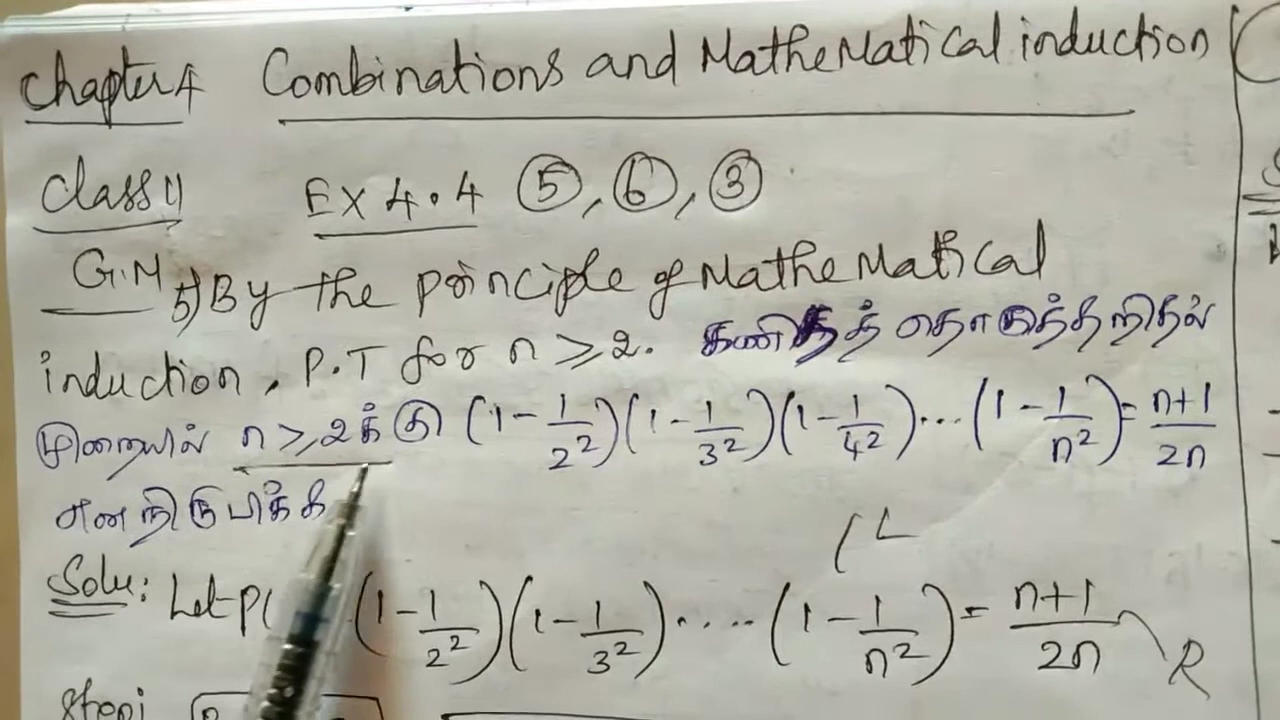 Chapter 4 Combinations and Mathematical induction
Class 11 EX 4.4 ⑤, ⑥, ③
G.M 5) By the principle of Mathematical
induction, P.T for n ≥ 2. கணிதத் தொகுத்தறிதல்
முறையில் n ≥ 2க்கு (1 - 1/2²)(1 - 1/3²)(1 - 1/4²)...(1 - 1/n²) = n+1/2n
என நிருபிக்க
(L
Solu: Let P( (1 - 1/2²)(1 - 1/3²)....(1 - 1/n²) = n+1/2n R